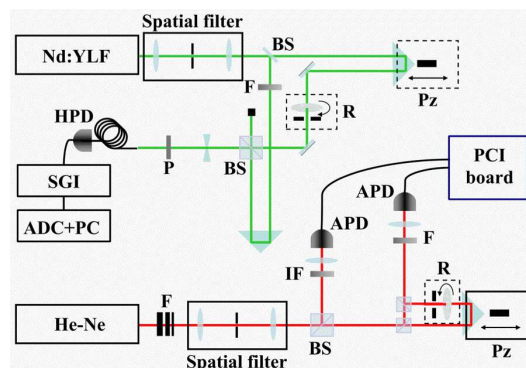 Spatial filter
Nd:YLF
BS
F
Pz
R
HPD
PCI
board
SGI
P
BS
APD
APD
ADC+PC
F
IF
R
F
He-Ne
BS
Pz
Spatial filter